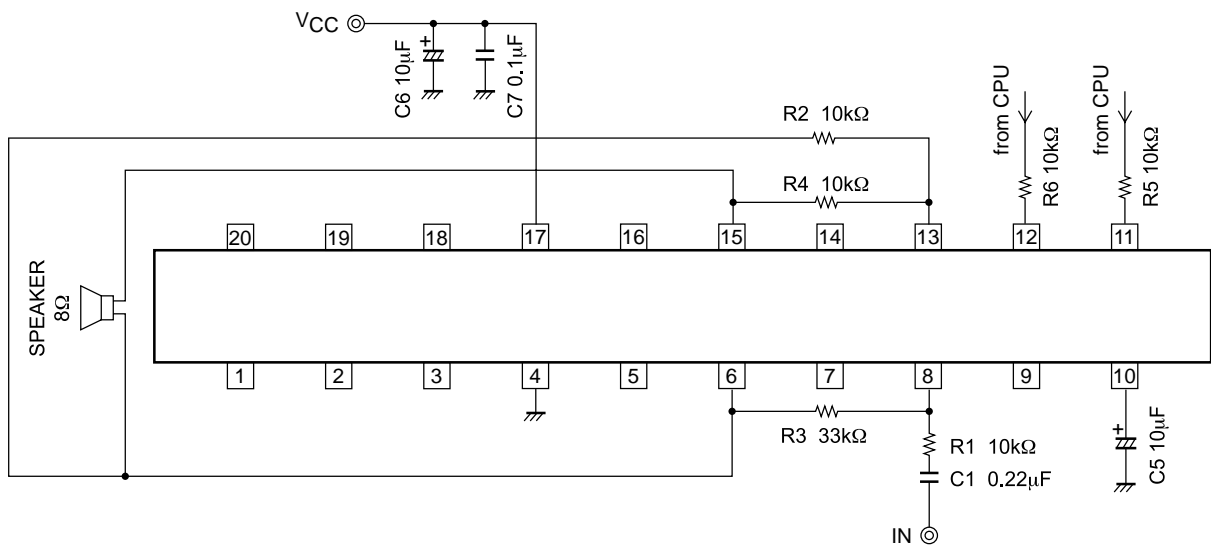 VCC
C6 10μF
C7 0.1μF
R2 10kΩ
R4 10kΩ
from CPU
R6 10kΩ
from CPU
R5 10kΩ
20 19 18 17 16 15 14 13 12 11
SPEAKER
8Ω
1 2 3 4 5 6 7 8 9 10
R3 33kΩ
R1 10kΩ
C1 0.22μF
C5 10μF
IN